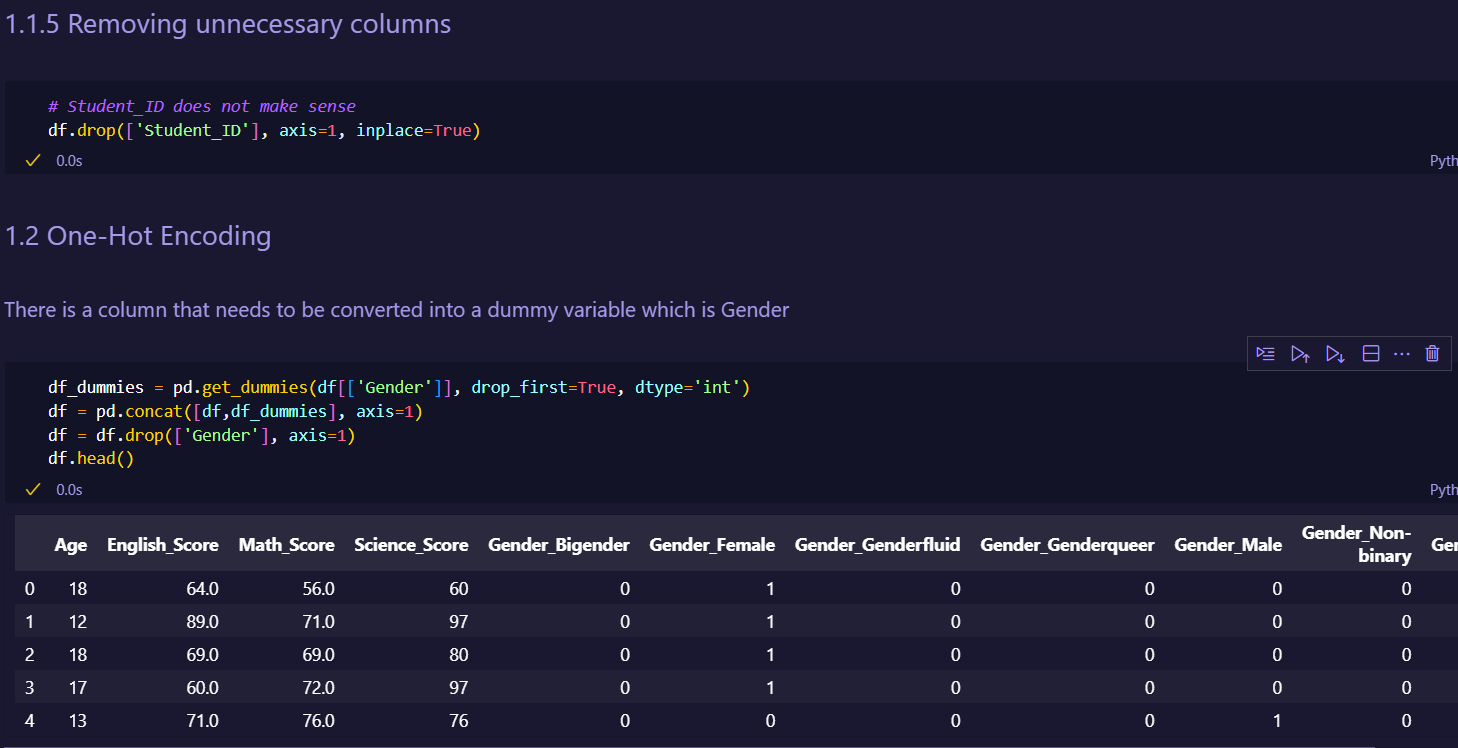 1.1.5 Removing unnecessary columns
# Student_ID does not make sense
df.drop(['Student_ID'], axis=1, inplace=True)
0.0s
Pyth
1.2 One-Hot Encoding
There is a column that needs to be converted into a dummy variable which is Gender
df_dummies = pd.get_dummies(df[['Gender']], drop_first=True, dtype='int')
df = pd.concat([df,df_dummies], axis=1)
df = df.drop(['Gender'], axis=1)
df.head()
0.0s
Pyth
Age English_Score Math_Score Science_Score Gender_Bigender Gender_Female Gender_Genderfluid Gender_Genderqueer Gender_Male Gender_Non-binary Gen
0 18 64.0 56.0 60 0 1 0 0 0 0
1 12 89.0 71.0 97 0 1 0 0 0 0
2 18 69.0 69.0 80 0 1 0 0 0 0
3 17 60.0 72.0 97 0 1 0 0 0 0
4 13 71.0 76.0 76 0 0 0 0 1 0